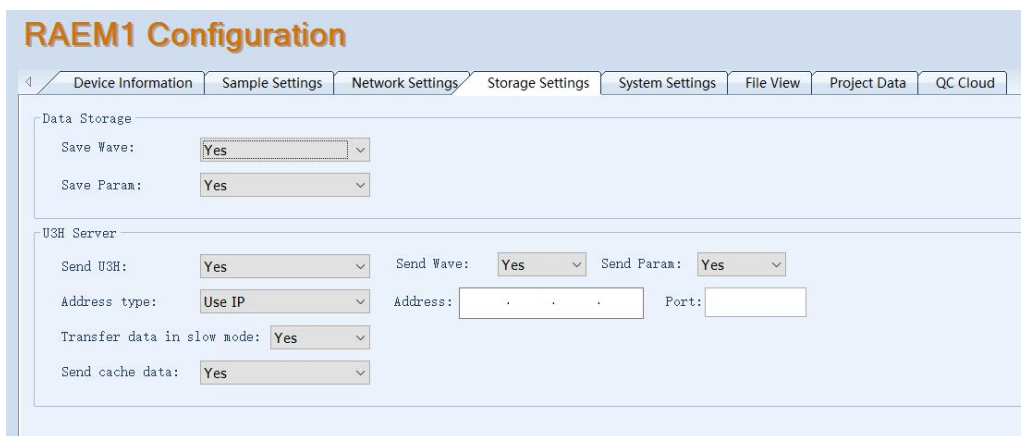 RAEM1 Configuration
Device Information Sample Settings Network Settings Storage Settings System Settings File View Project Data QC Cloud
Data Storage
Save Wave: Yes
Save Param: Yes
U3H Server
Send U3H: Yes Send Wave: Yes Send Param: Yes
Address type: Use IP Address: . . . Port:
Transfer data in slow mode: Yes
Send cache data: Yes